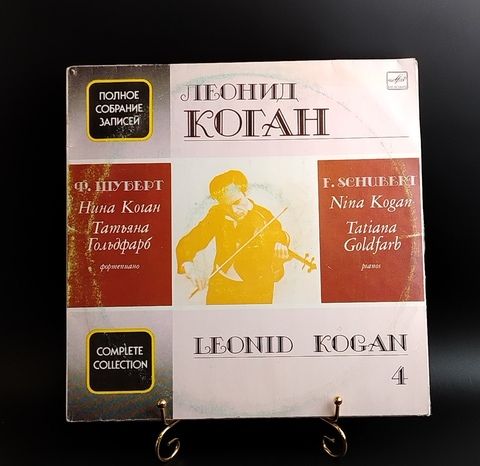 ПОЛНОЕ
СОБРАНИЕ
ЗАПИСЕЙ
ЛЕОНИД
КОГАН
Ф. ШУБЕРТ
Нина Коган
Татьяна
Гольдфарб
фортепиано
F. SCHUBERT
Nina Kogan
Tatiana
Goldfarb
pianos
COMPLETE
COLLECTION
LEONID KOGAN
4